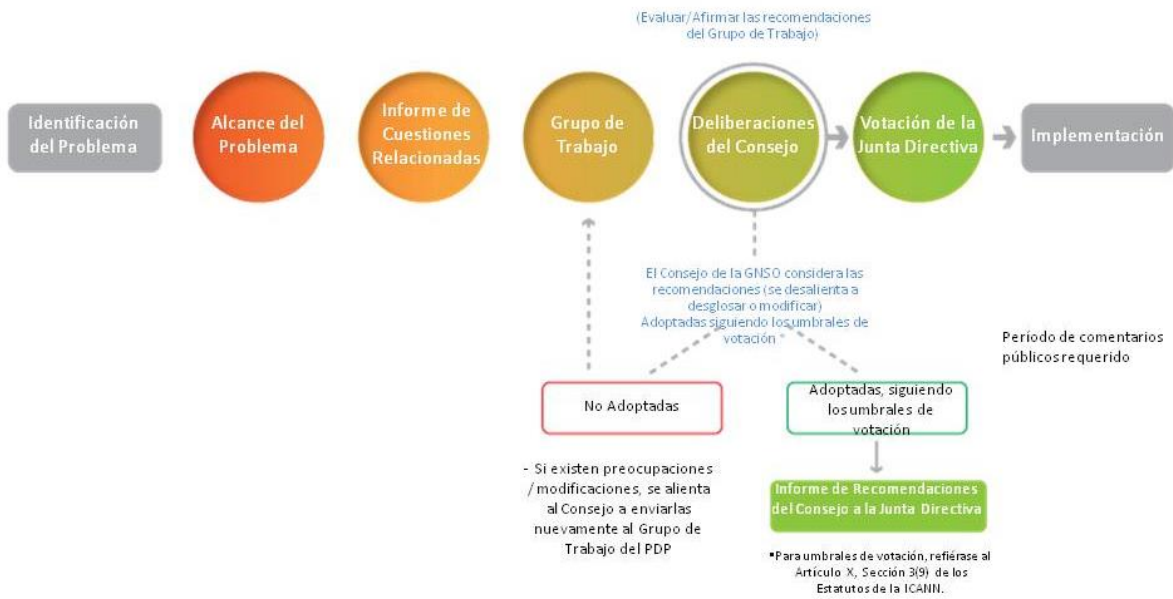 (Evaluar/Afirmar las recomendaciones
del Grupo de Trabajo)
Identificación
del Problema
Alcance del
Problema
Informe de
Cuestiones
Relacionadas
Grupo de
Trabajo
Deliberaciones
del Consejo
Votación de la
Junta Directiva
Implementación
El Consejo de la GNSO considera las
recomendaciones (se desalienta a
desglosar o modificar)
Adoptadas siguiendo los umbrales de
votación *
Período de comentarios
públicos requerido
No Adoptadas
Adoptadas, siguiendo
los umbrales de
votación
- Si existen preocupaciones
/ modificaciones, se alienta
al Consejo a enviarlas
nuevamente al Grupo de
Trabajo del PDP
Informe de Recomendaciones
del Consejo a la Junta Directiva
*Para umbrales de votación, refiérase al
Artículo X, Sección 3(9) de los
Estatutos de la ICANN.